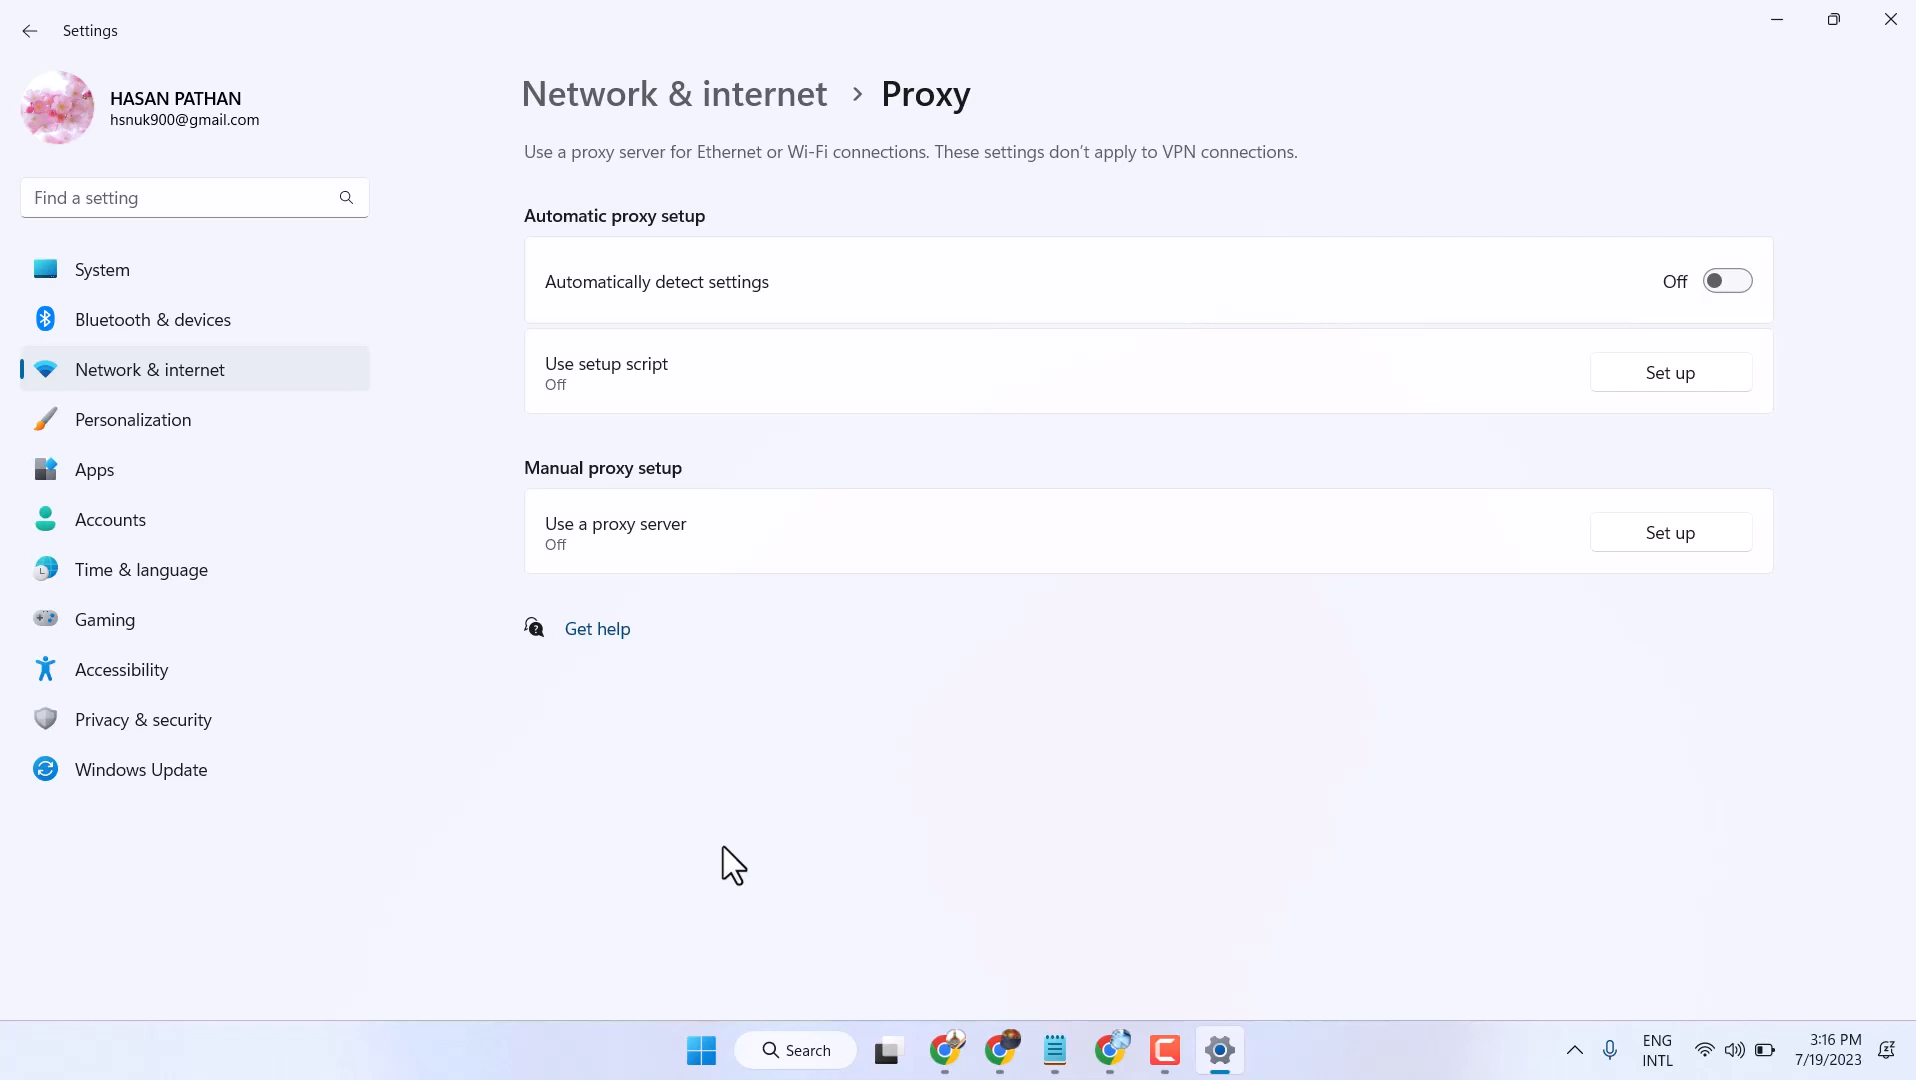 Settings
HASAN PATHAN
hsnuk900@gmail.com
Find a setting
System
Bluetooth & devices
Network & internet
Personalization
Apps
Accounts
Time & language
Gaming
Accessibility
Privacy & security
Windows Update
Network & internet > Proxy
Use a proxy server for Ethernet or Wi-Fi connections. These settings don't apply to VPN connections.
Automatic proxy setup
Automatically detect settings Off
Use setup script
Off
Set up
Manual proxy setup
Use a proxy server
Off
Set up
Get help
Search
ENG
INTL
3:16 PM
7/19/2023